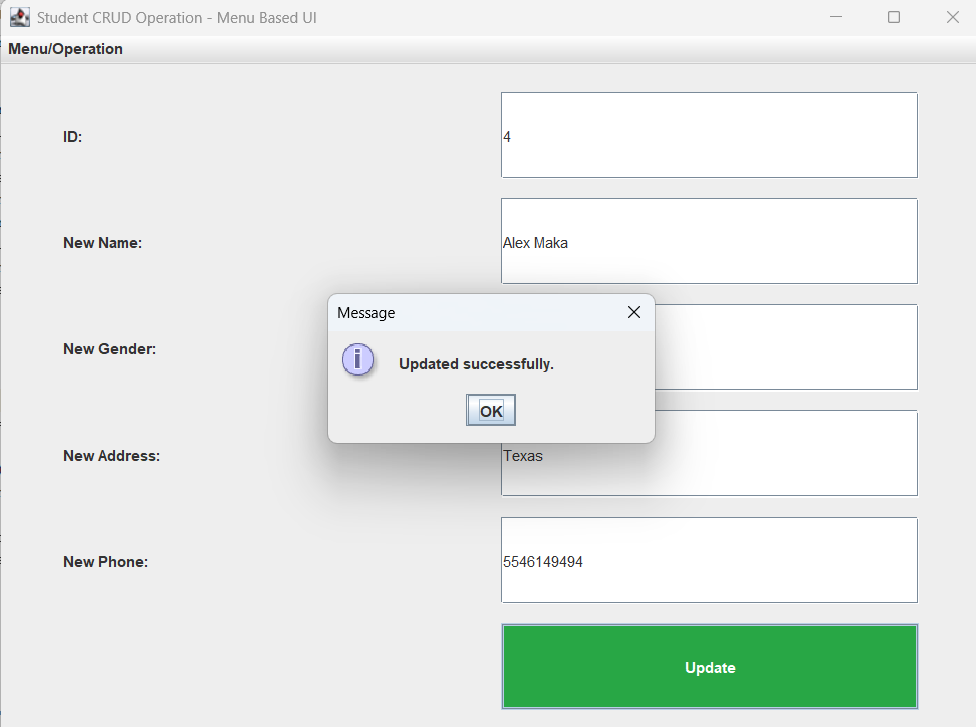 Student CRUD Operation - Menu Based UI
Menu/Operation
ID:
4
New Name:
Alex Maka
Message
New Gender:
i
Updated successfully.
OK
New Address:
Texas
New Phone:
5546149494
Update